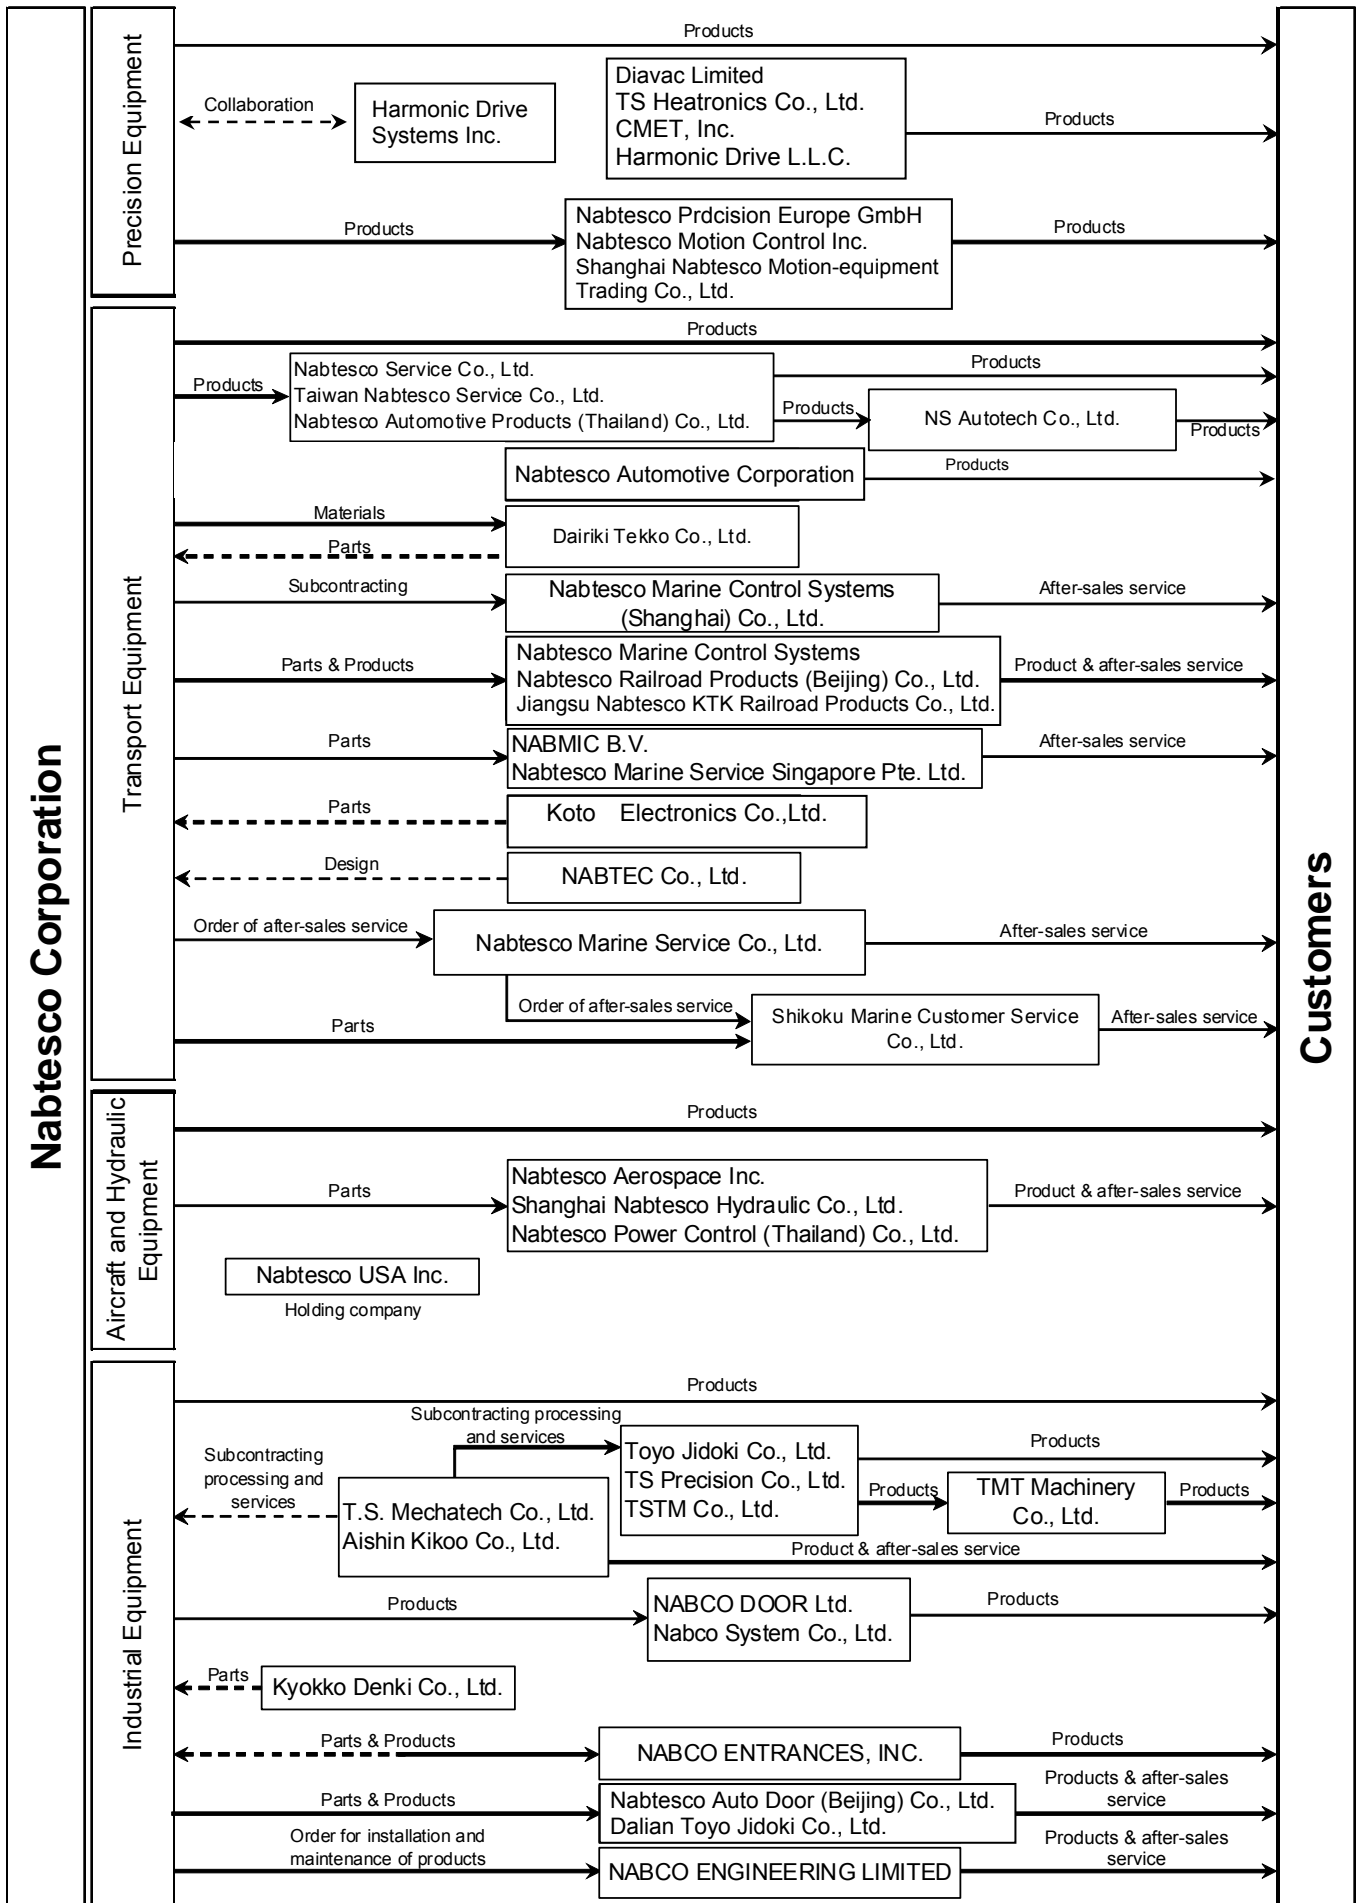 Nabtesco Corporation
Customers
Precision Equipment
Products
Collaboration
Harmonic Drive
Systems Inc.
Diavac Limited
TS Heatronics Co., Ltd.
CMET, Inc.
Harmonic Drive L.L.C.
Products
Products
Nabtesco Prdcision Europe GmbH
Nabtesco Motion Control Inc.
Shanghai Nabtesco Motion-equipment
Trading Co., Ltd.
Products
Transport Equipment
Products
Products
Nabtesco Service Co., Ltd.
Taiwan Nabtesco Service Co., Ltd.
Nabtesco Automotive Products (Thailand) Co., Ltd.
Products
Products
NS Autotech Co., Ltd.
Products
Nabtesco Automotive Corporation
Products
Materials
Parts
Dairiki Tekko Co., Ltd.
Subcontracting
Nabtesco Marine Control Systems
(Shanghai) Co., Ltd.
After-sales service
Parts & Products
Nabtesco Marine Control Systems
Nabtesco Railroad Products (Beijing) Co., Ltd.
Jiangsu Nabtesco KTK Railroad Products Co., Ltd.
Product & after-sales service
Parts
NABMIC B.V.
Nabtesco Marine Service Singapore Pte. Ltd.
After-sales service
Parts
Koto Electronics Co.,Ltd.
Design
NABTEC Co., Ltd.
Order of after-sales service
Nabtesco Marine Service Co., Ltd.
After-sales service
Order of after-sales service
Parts
Shikoku Marine Customer Service
Co., Ltd.
After-sales service
Aircraft and Hydraulic
Equipment
Products
Parts
Nabtesco Aerospace Inc.
Shanghai Nabtesco Hydraulic Co., Ltd.
Nabtesco Power Control (Thailand) Co., Ltd.
Product & after-sales service
Nabtesco USA Inc.
Holding company
Industrial Equipment
Products
Subcontracting processing
and services
Subcontracting
processing and
services
T.S. Mechatech Co., Ltd.
Aishin Kikoo Co., Ltd.
Toyo Jidoki Co., Ltd.
TS Precision Co., Ltd.
TSTM Co., Ltd.
Products
Products
TMT Machinery
Co., Ltd.
Products
Product & after-sales service
Products
NABCO DOOR Ltd.
Nabco System Co., Ltd.
Products
Parts
Kyokko Denki Co., Ltd.
Parts & Products
NABCO ENTRANCES, INC.
Products
Parts & Products
Nabtesco Auto Door (Beijing) Co., Ltd.
Dalian Toyo Jidoki Co., Ltd.
Products & after-sales
service
Order for installation and
maintenance of products
NABCO ENGINEERING LIMITED
Products & after-sales
service